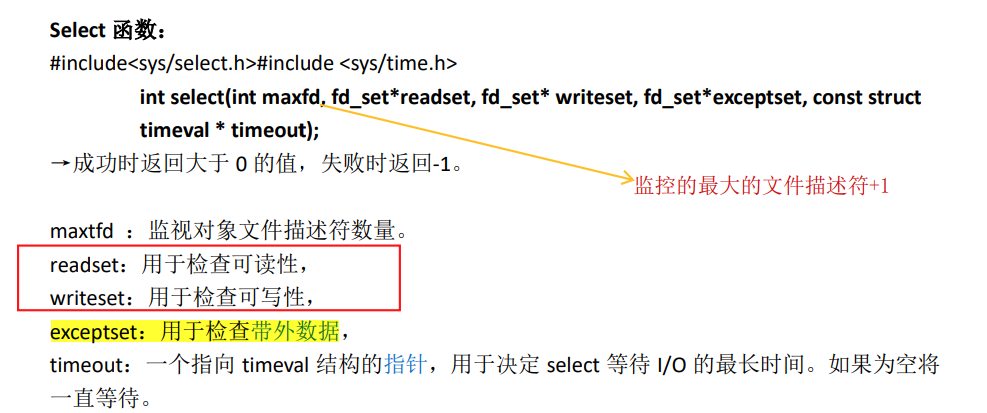 Select 函数：
#include<sys/select.h>#include <sys/time.h>
int select(int maxfd, fd_set*readset, fd_set* writeset, fd_set*exceptset, const struct
timeval * timeout);
→成功时返回大于 0 的值，失败时返回-1。
监控的最大的文件描述符+1
maxtfd ：监视对象文件描述符数量。
readset：用于检查可读性，
writeset：用于检查可写性，
exceptset：用于检查带外数据，
timeout：一个指向 timeval 结构的指针，用于决定 select 等待 I/O 的最长时间。如果为空将
一直等待。